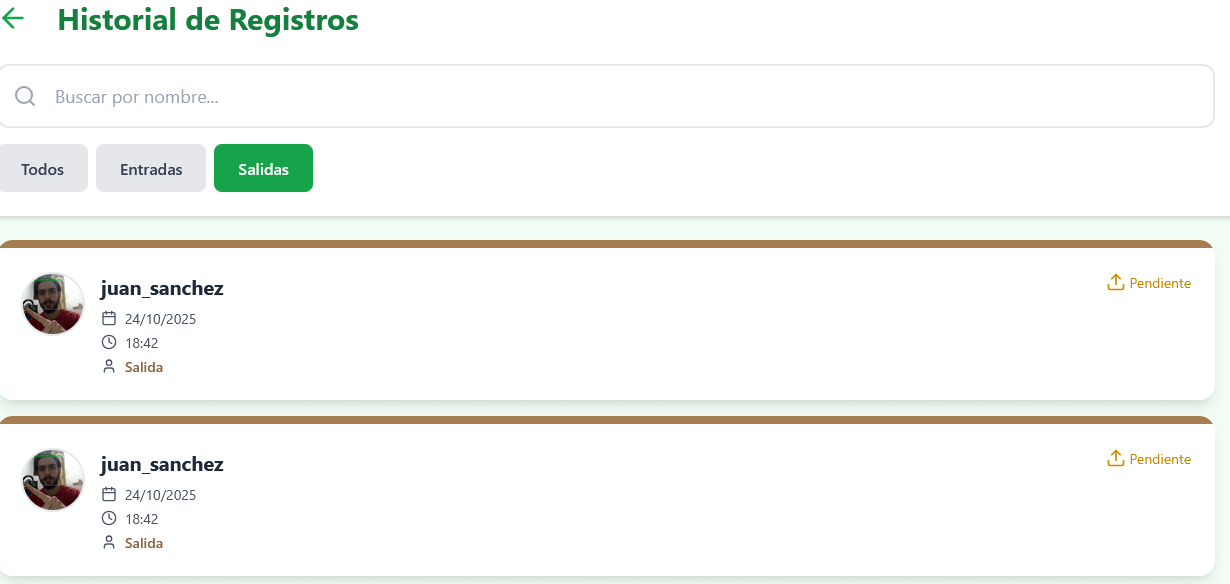 Historial de Registros
Buscar por nombre...
Todos Entradas Salidas
juan_sanchez
Pendiente
24/10/2025
18:42
Salida
juan_sanchez
Pendiente
24/10/2025
18:42
Salida